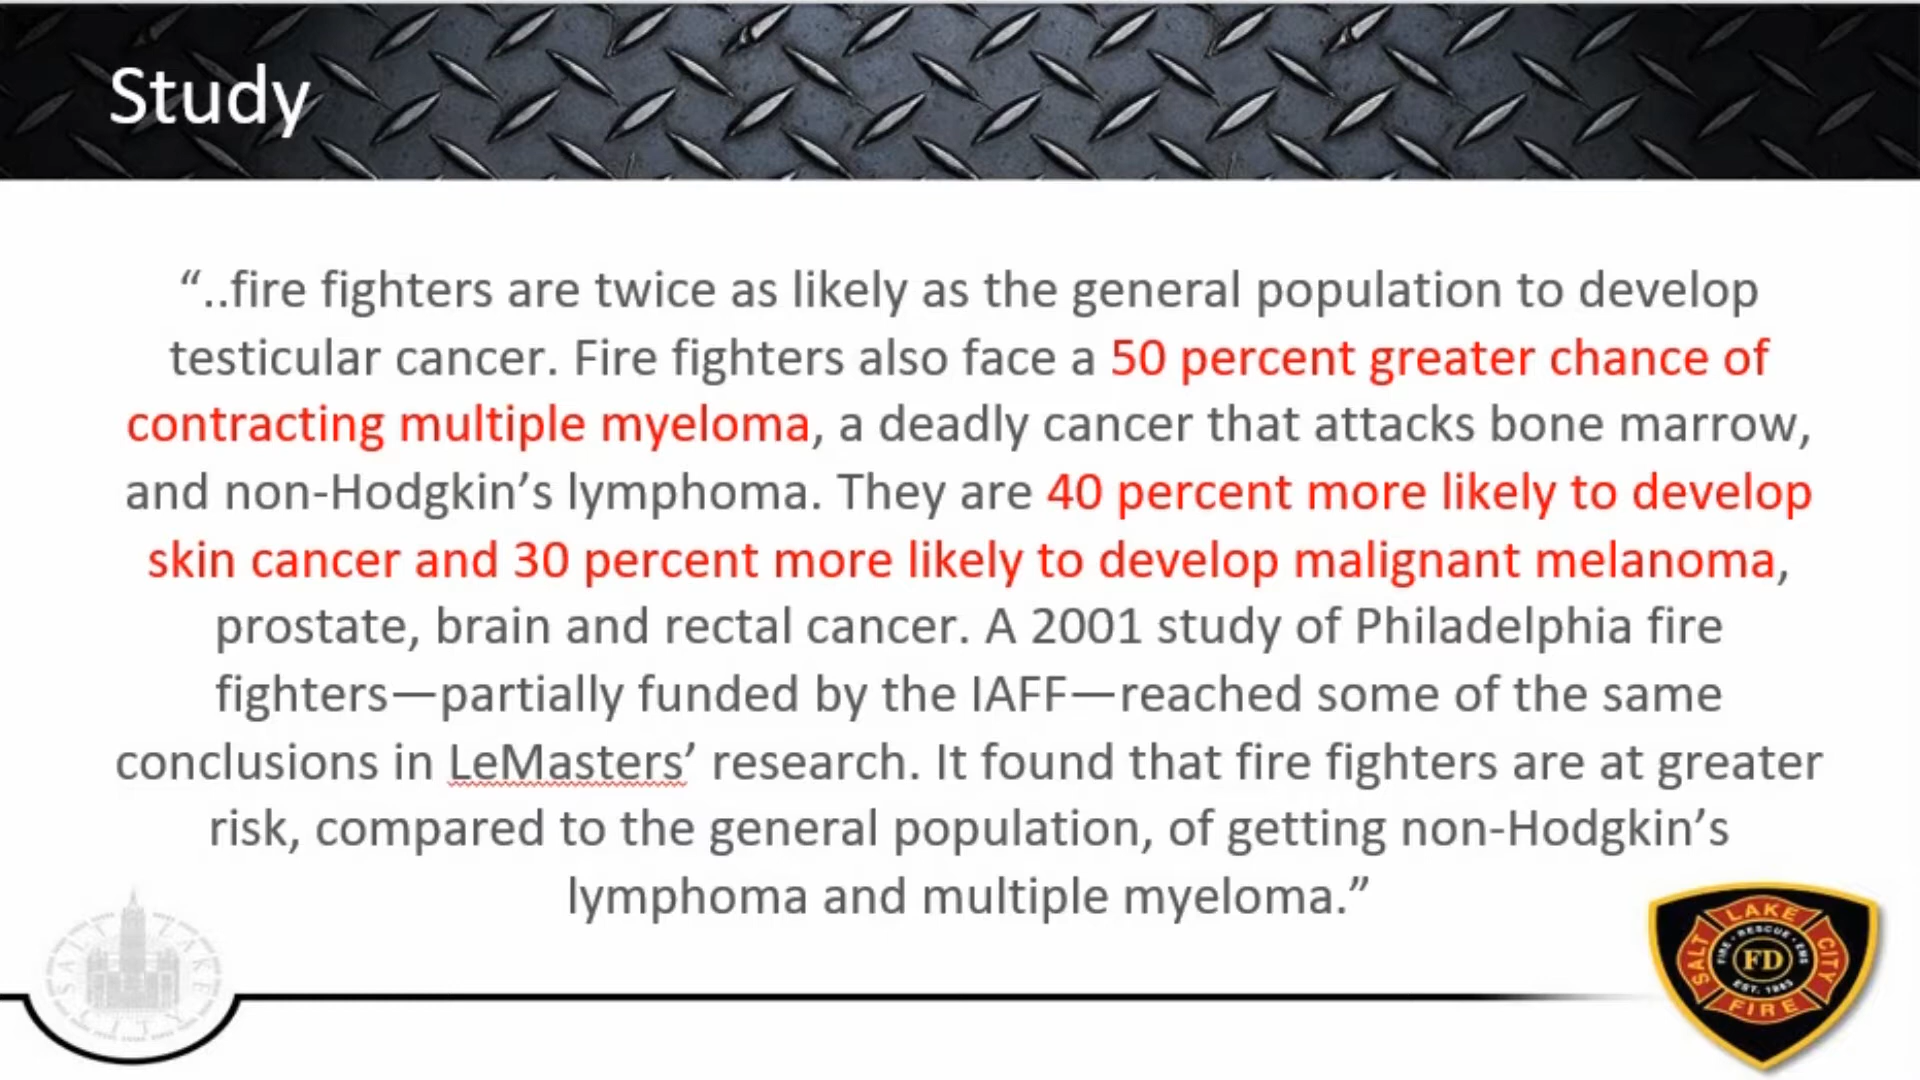 Study
“..fire fighters are twice as likely as the general population to develop
testicular cancer. Fire fighters also face a 50 percent greater chance of
contracting multiple myeloma, a deadly cancer that attacks bone marrow,
and non-Hodgkin’s lymphoma. They are 40 percent more likely to develop
skin cancer and 30 percent more likely to develop malignant melanoma,
prostate, brain and rectal cancer. A 2001 study of Philadelphia fire
fighters—partially funded by the IAFF—reached some of the same
conclusions in LeMasters’ research. It found that fire fighters are at greater
risk, compared to the general population, of getting non-Hodgkin’s
lymphoma and multiple myeloma.”
SALT LAKE
CITY
SALT LAKE CITY
FIRE • RESCUE • EMS
FD
EST. 1883
FIRE